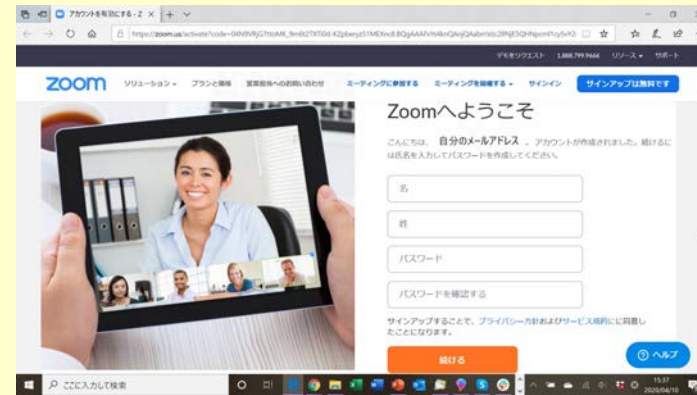 アカウントを有効にする - Z
https://zoom.us/activate?code=
デモをリクエスト 1.888.799.9666 リソース サポート
zoom ソリューション プランと価格 営業担当へのお問い合わせ ミーティングに参加する ミーティングを開催する サインイン サインアップは無料です
Zoomへようこそ
こんにちは、 自分のメールアドレス 。アカウントが作成されました。続けるに
は氏名を入力してパスワードを作成してください。
名
姓
パスワード
パスワードを確認する
サインアップすることで、プライバシー方針およびサービス規約にに同意し
たことになります。
続ける
ヘルプ
ここに入力して検索
15:37
2020/04/10